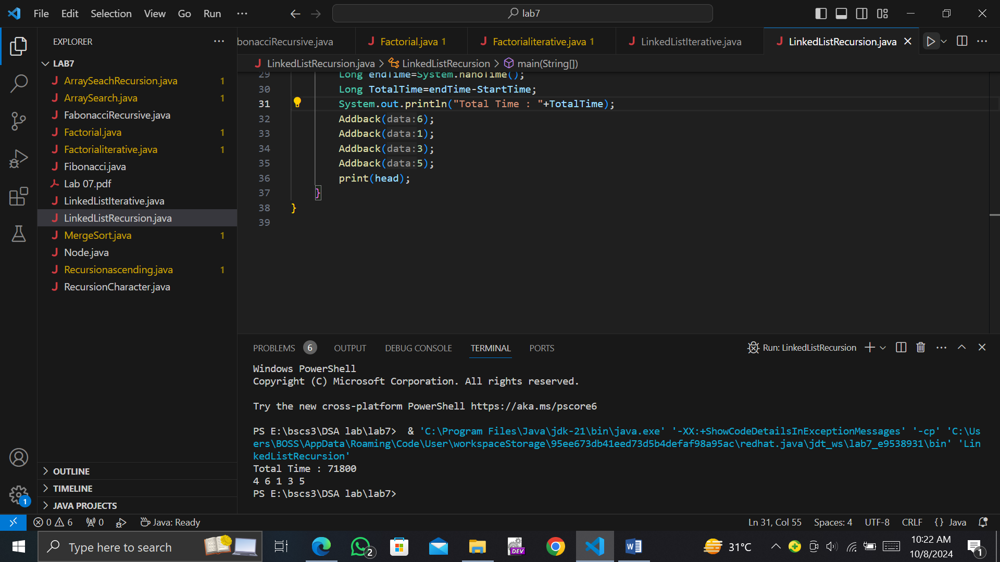 File Edit Selection View Go Run ··· lab7
EXPLORER ···
bonacciRecursive.java Factorial.java 1 Factorialiterative.java 1 LinkedListIterative.java LinkedListRecursion.java
LinkedListRecursion.java > LinkedListRecursion > main(String[])
LAB7
ArraySeachRecursion.java 1
ArraySearch.java 1
FabonacciRecursive.java
Factorial.java 1
Factorialiterative.java 1
Fibonacci.java
Lab 07.pdf
LinkedListIterative.java
LinkedListRecursion.java
MergeSort.java 1
Node.java
Recursionascending.java 1
RecursionCharacter.java
OUTLINE
TIMELINE
JAVA PROJECTS
29 Long endTime=System.nanoTime();
30 Long TotalTime=endTime-StartTime;
31 System.out.println("Total Time : "+TotalTime);
32 Addback(data:6);
33 Addback(data:1);
34 Addback(data:3);
35 Addback(data:5);
36 print(head);
37 }
38 }
39
PROBLEMS 6 OUTPUT DEBUG CONSOLE TERMINAL PORTS Run: LinkedListRecursion
Windows PowerShell
Copyright (C) Microsoft Corporation. All rights reserved.
Try the new cross-platform PowerShell https://aka.ms/pscore6
PS E:\bscs3\DSA lab\lab7>  & 'C:\Program Files\Java\jdk-21\bin\java.exe' '-XX:+ShowCodeDetailsInExceptionMessages' '-cp' 'C:\Us
ers\BOSS\AppData\Roaming\Code\User\workspaceStorage\95ee673db41eed73d5b4defaf98a95ac\redhat.java\jdt_ws\lab7_e9538931\bin' 'Lin
kedListRecursion'
Total Time : 71800
4 6 1 3 5
PS E:\bscs3\DSA lab\lab7>
1
0 6 0 Java: Ready Ln 31, Col 55 Spaces: 4 UTF-8 CRLF {} Java
Type here to search 2 DEV 31°C 10:22 AM
10/8/2024 1